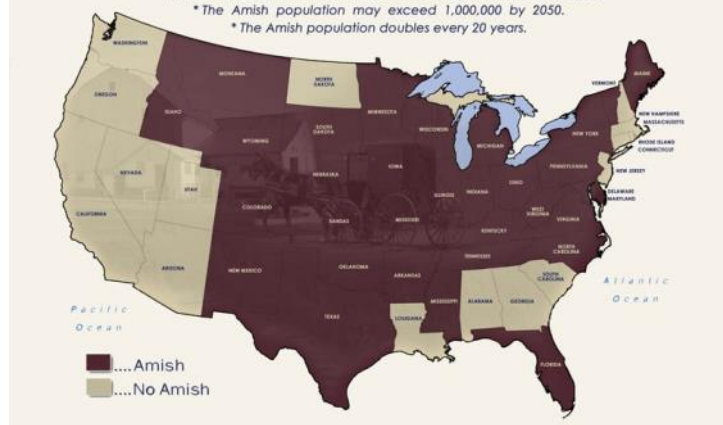 * The Amish population may exceed 1,000,000 by 2050.
* The Amish population doubles every 20 years.
WASHINGTON
MONTANA
NORTH
DAKOTA
MINNESOTA
VERMONT
MAINE
OREGON
IDAHO
WYOMING
SOUTH
DAKOTA
WISCONSIN
MICHIGAN
NEW YORK
NEW HAMPSHIRE
MASSACHUSETTS
RHODE ISLAND
CONNECTICUT
NEVADA
UTAH
COLORADO
NEBRASKA
IOWA
ILLINOIS
INDIANA
OHIO
PENNSYLVANIA
NEW JERSEY
DELAWARE
MARYLAND
CALIFORNIA
KANSAS
MISSOURI
KENTUCKY
WEST
VIRGINIA
VIRGINIA
ARIZONA
NEW MEXICO
OKLAHOMA
ARKANSAS
TENNESSEE
NORTH
CAROLINA
SOUTH
CAROLINA
TEXAS
LOUISIANA
MISSISSIPPI
ALABAMA
GEORGIA
FLORIDA
Pacific
Ocean
Atlantic
Ocean
....Amish
....No Amish